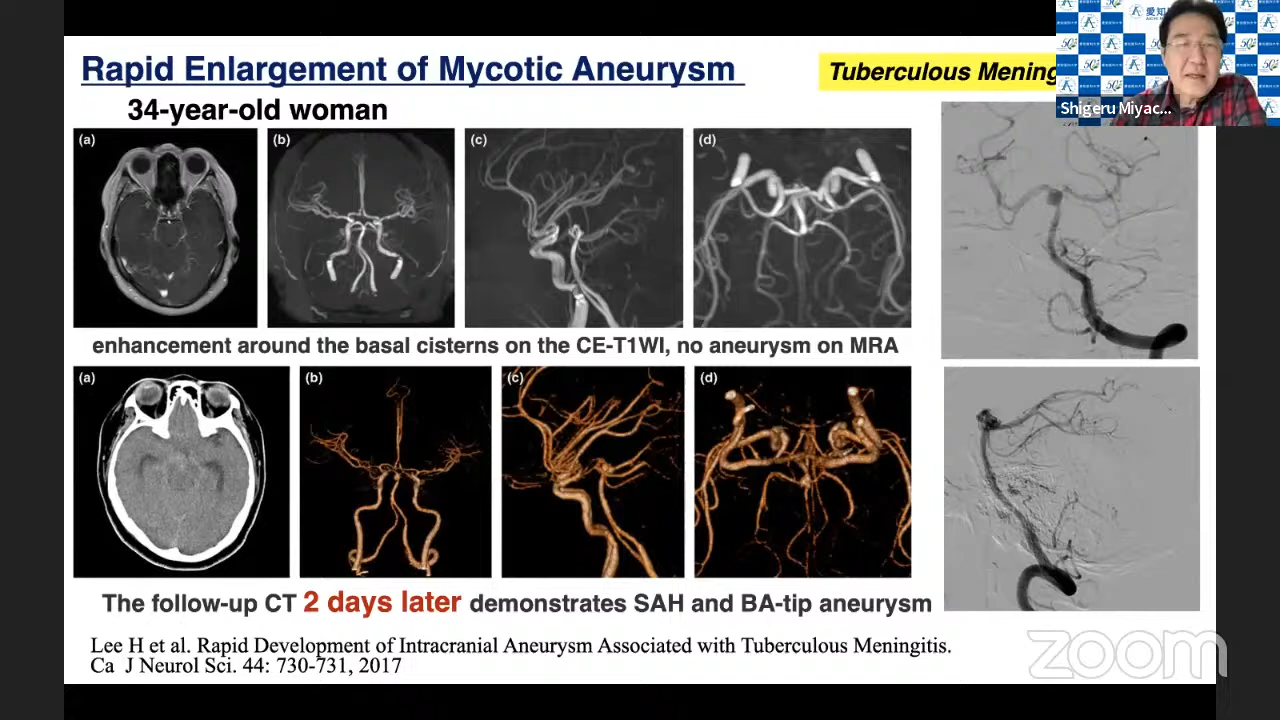 Rapid Enlargement of Mycotic Aneurysm
Tuberculous
34-year-old woman
Shigeru Miyac...
(a)
(b)
(c)
(d)
enhancement around the basal cisterns on the CE-T1WI, no aneurysm on MRA
(a)
(b)
(c)
(d)
The follow-up CT 2 days later demonstrates SAH and BA-tip aneurysm
Lee H et al. Rapid Development of Intracranial Aneurysm Associated with Tuberculous Meningitis.
Ca J Neurol Sci. 44: 730-731, 2017
zoom